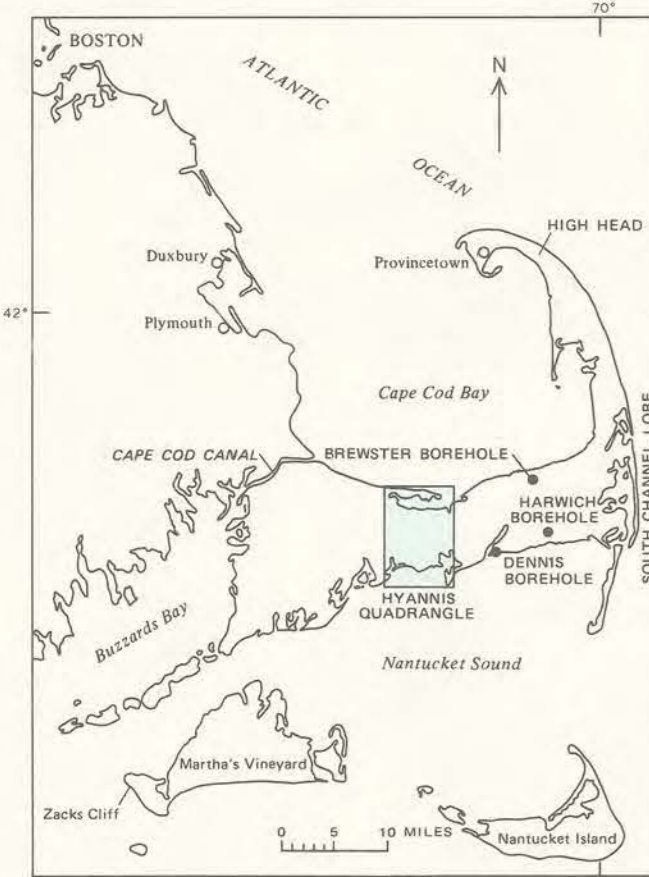 70°
BOSTON
ATLANTIC
OCEAN
N
HIGH HEAD
Duxbury
Provincetown
42°
Plymouth
Cape Cod Bay
SOUTH CHANNEL LOBE
CAPE COD CANAL
BREWSTER BOREHOLE
HARWICH
BOREHOLE
DENNIS
BOREHOLE
HYANNIS
QUADRANGLE
Buzzards Bay
Nantucket Sound
Martha's Vineyard
Zacks Cliff
0 5 10 MILES
Nantucket Island